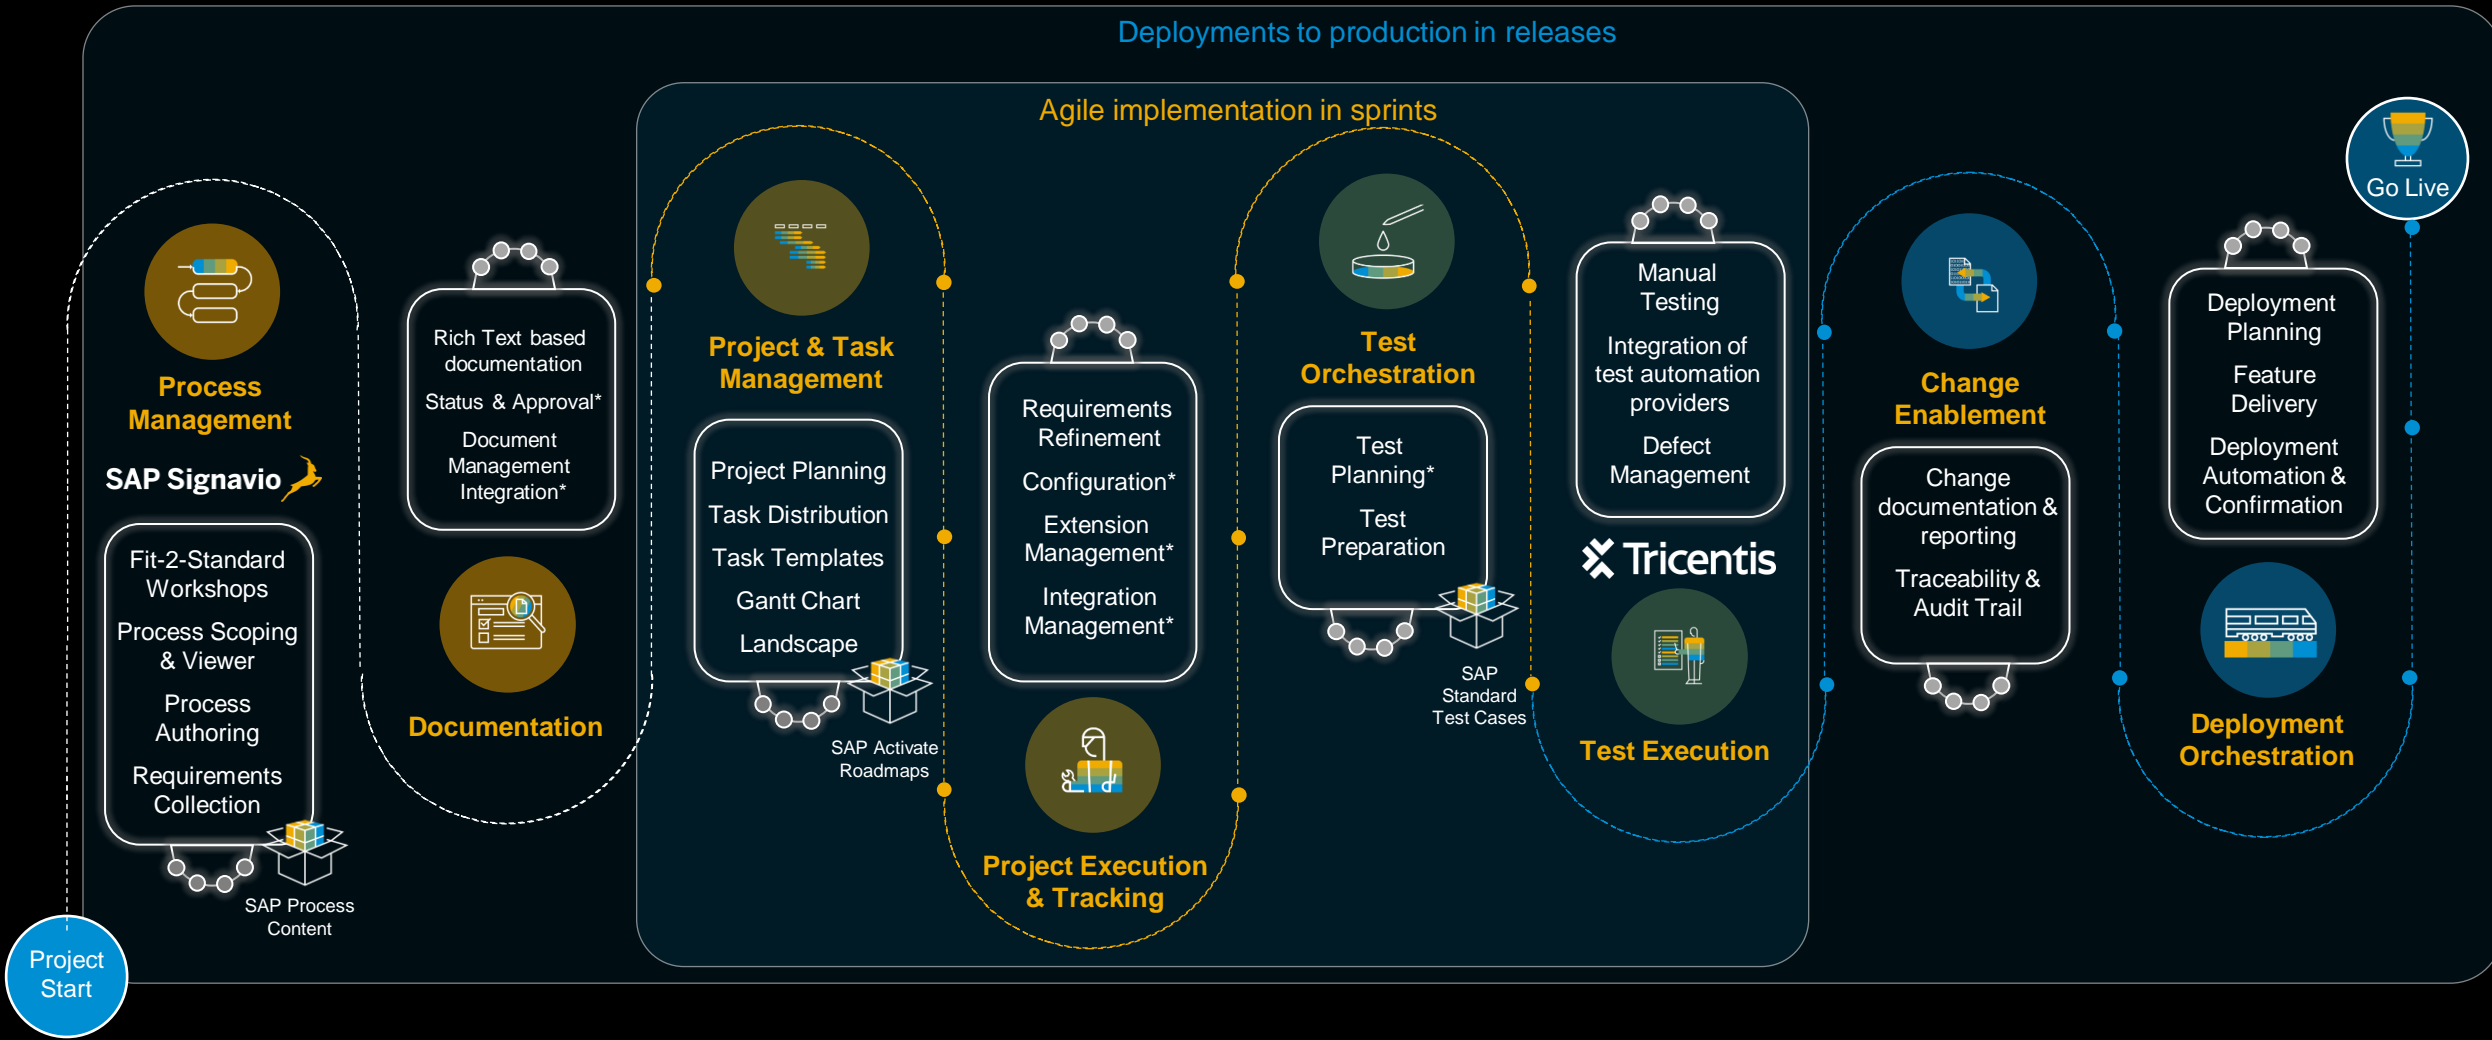 Deployments to production in releases
Agile implementation in sprints
Process
Management
SAP Signavio
Fit-2-Standard
Workshops
Process Scoping
& Viewer
Process
Authoring
Requirements
Collection
SAP Process
Content
Project
Start
Rich Text based
documentation
Status & Approval*
Document
Management
Integration*
Documentation
Project & Task
Management
Project Planning
Task Distribution
Task Templates
Gantt Chart
Landscape
SAP Activate
Roadmaps
Requirements
Refinement
Configuration*
Extension
Management*
Integration
Management*
Project Execution
& Tracking
Test
Orchestration
Test
Planning*
Test
Preparation
SAP
Standard
Test Cases
Manual
Testing
Integration of
test automation
providers
Defect
Management
Tricentis
Test Execution
Change
Enablement
Change
documentation &
reporting
Traceability &
Audit Trail
Deployment
Planning
Feature
Delivery
Deployment
Automation &
Confirmation
Deployment
Orchestration
Go Live